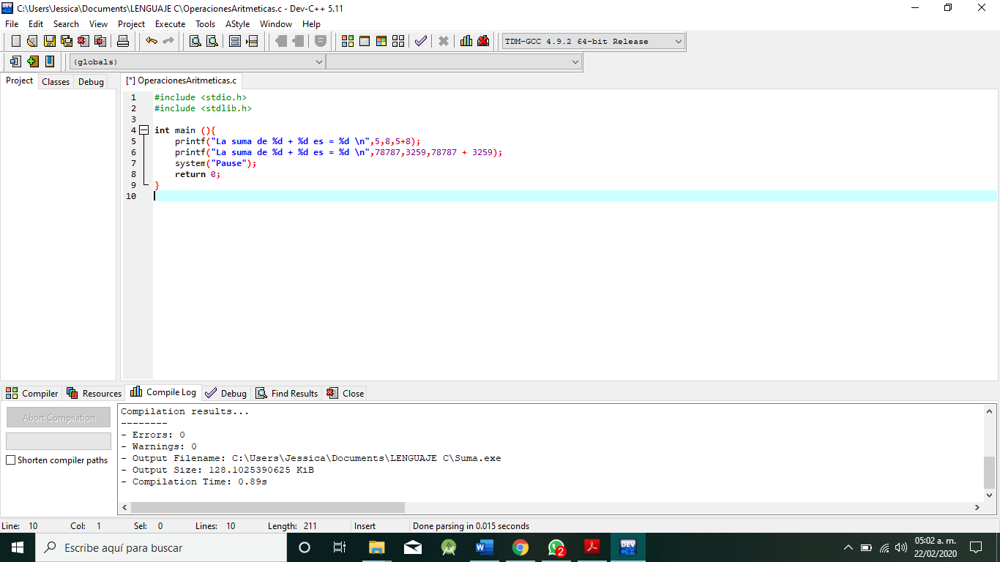 C:\Users\Jessica\Documents\LENGUAJE C\OperacionesAritmeticas.c - Dev-C++ 5.11
File Edit Search View Project Execute Tools AStyle Window Help
TDM-GCC 4.9.2 64-bit Release
(globals)
Project Classes Debug
[*] OperacionesAritmeticas.c
1 #include <stdio.h>
2 #include <stdlib.h>
3
4 int main (){
5 printf("La suma de %d + %d es = %d \n",5,8,5+8);
6 printf("La suma de %d + %d es = %d \n",78787,3259,78787 + 3259);
7 system("Pause");
8 return 0;
9 }
10
Compiler Resources Compile Log Debug Find Results Close
Abort Compilation
Shorten compiler paths
Compilation results...
--------
- Errors: 0
- Warnings: 0
- Output Filename: C:\Users\Jessica\Documents\LENGUAJE C\Suma.exe
- Output Size: 128.1025390625 KiB
- Compilation Time: 0.89s
Line: 10 Col: 1 Sel: 0 Lines: 10 Length: 211 Insert Done parsing in 0.015 seconds
Escribe aquí para buscar
2
DEV
05:02 a. m.
22/02/2020